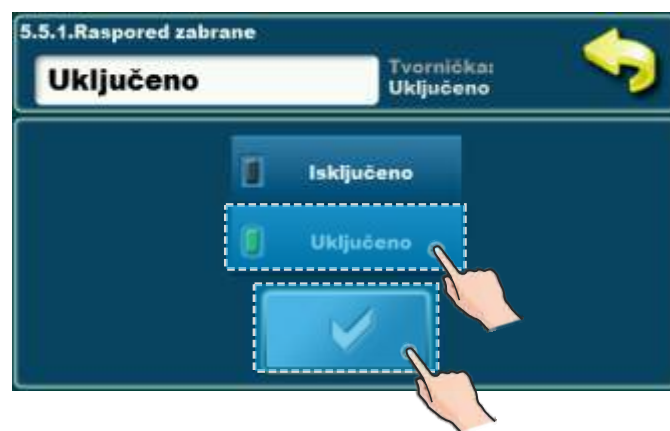 5.5.1.Raspored zabrane
Uključeno
Tvornička:
Uključeno
Isključeno
Uključeno